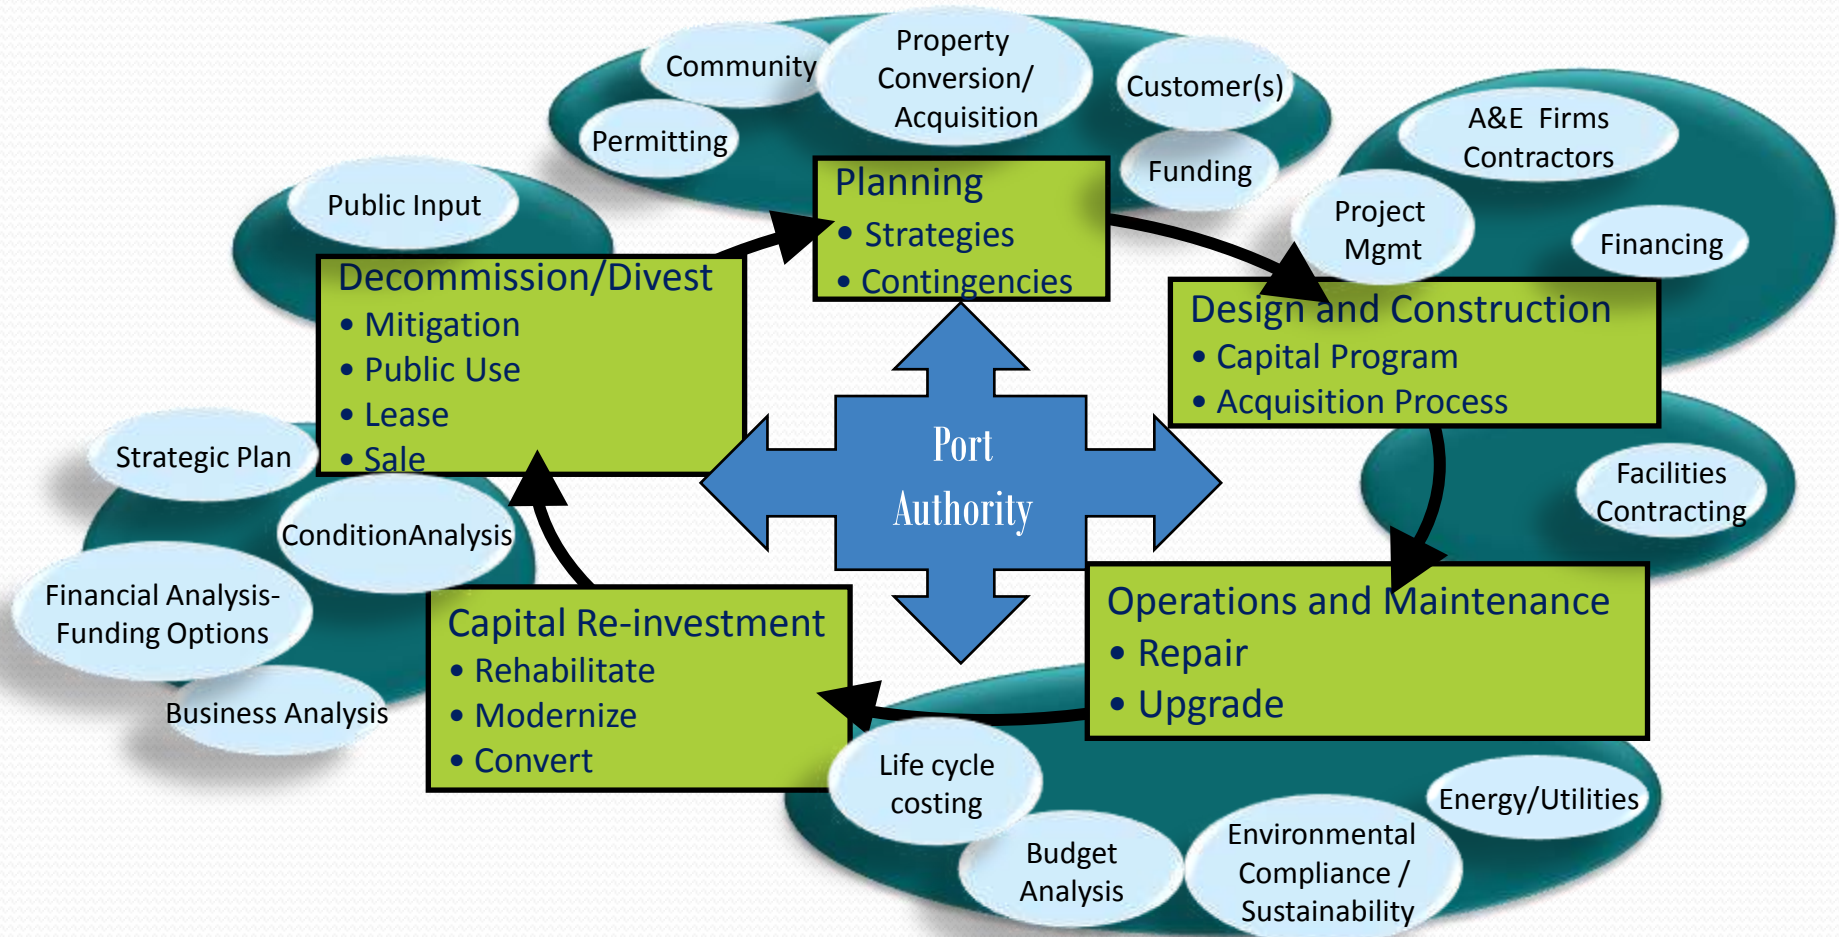 Community
Property
Conversion/
Acquisition
Customer(s)
Permitting
Funding
Planning
• Strategies
• Contingencies
A&E Firms
Contractors
Project
Mgmt
Financing
Design and Construction
• Capital Program
• Acquisition Process
Public Input
Decommission/Divest
• Mitigation
• Public Use
• Lease
• Sale
Port
Authority
Facilities
Contracting
Strategic Plan
ConditionAnalysis
Financial Analysis-
Funding Options
Business Analysis
Capital Re-investment
• Rehabilitate
• Modernize
• Convert
Operations and Maintenance
• Repair
• Upgrade
Life cycle
costing
Budget
Analysis
Environmental
Compliance /
Sustainability
Energy/Utilities